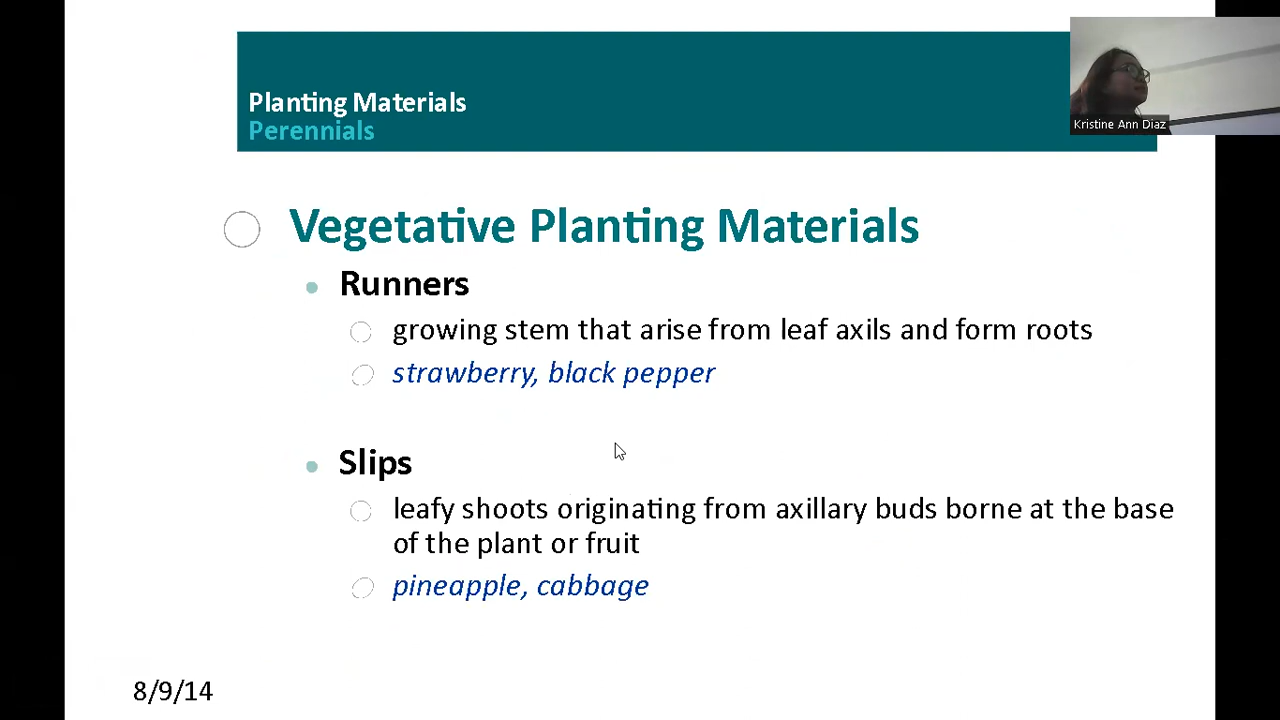 Planting Materials
Perennials
Kristine Ann Diaz
Vegetative Planting Materials
Runners
growing stem that arise from leaf axils and form roots
strawberry, black pepper
Slips
leafy shoots originating from axillary buds borne at the base
of the plant or fruit
pineapple, cabbage
8/9/14